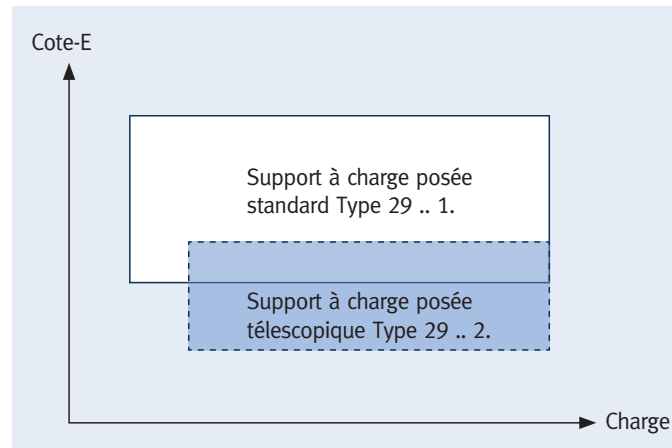 Cote-E
Support à charge posée
standard Type 29 .. 1.
Support à charge posée
télescopique Type 29 .. 2.
Charge